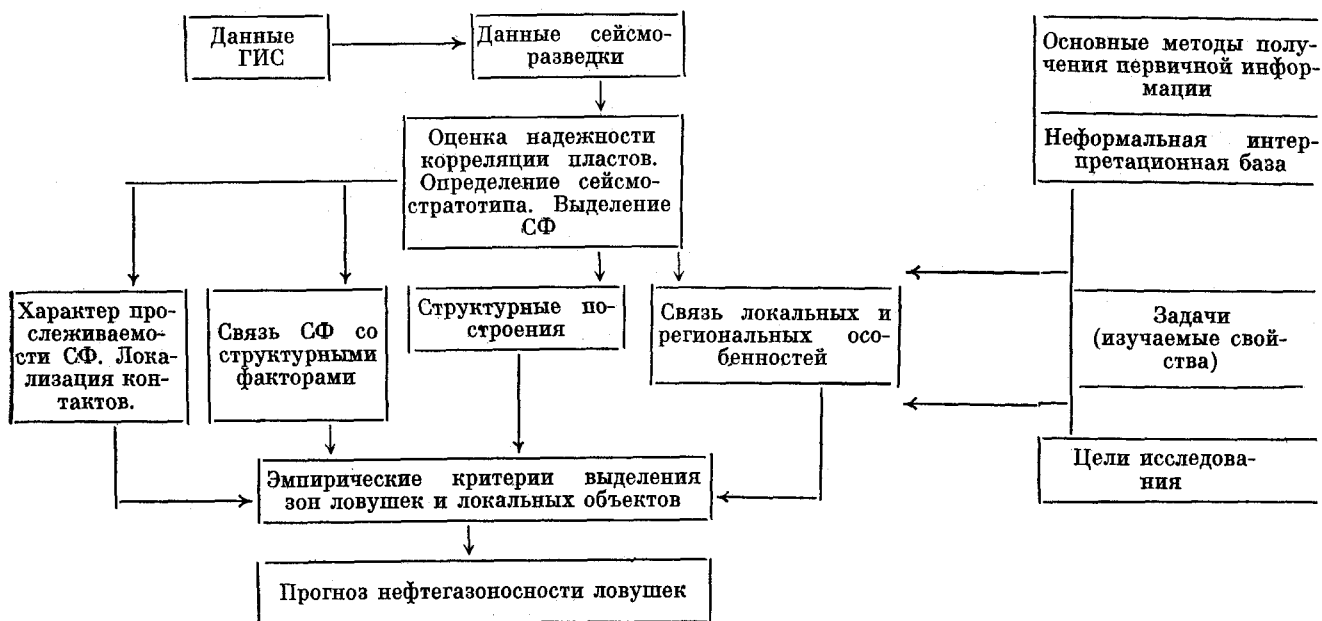 Данные
ГИС
Данные сейсмо-
разведки
Основные методы полу-
чения первичной инфор-
мации
Неформальная интер-
претационная база
Оценка надежности
корреляции пластов.
Определение сейсмо-
стратотипа. Выделение
СФ
Характер про-
слеживаемо-
сти СФ. Лока-
лизация кон-
тактов.
Связь СФ со
структурными
факторами
Структурные по-
строения
Связь локальных и
региональных осо-
бенностей
Задачи
(изучаемые свой-
ства)
Цели исследова-
ния
Эмпирические критерии выделения
зон ловушек и локальных объектов
Прогноз нефтегазоносности ловушек